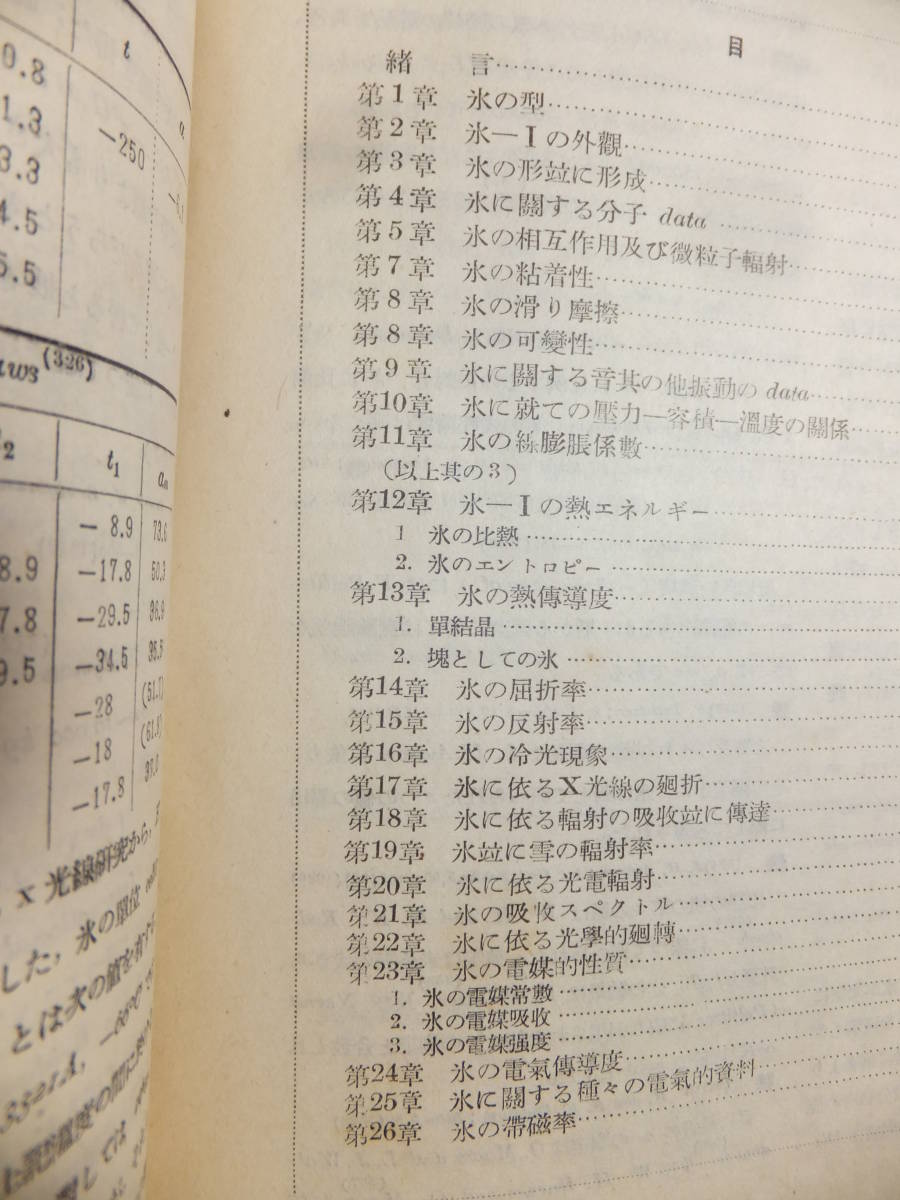 t
0.8
1.3
3.3
4.5
5.5
-250
aws(326)
t1
an
- 8.9
73.6
8.9
-17.8
50.3
7.8
-29.5
36.9
9.5
-34.5
35.5
-28
(51.7)
-18
(61.3)
-17.8
X 光線研究から,
した, 氷の單位
とは次の値を有す
目
緒 言
第1章 氷の型
第2章 氷—Iの外觀
第3章 氷の形竝に形成
第4章 氷に關する分子 data
第5章 氷の相互作用及び微粒子輻射
第7章 氷の粘着性
第8章 氷の滑り摩擦
第8章 氷の可變性
第9章 氷に關する音其の他振動の data
第10章 氷に就ての壓力—容積—溫度の關係
第11章 氷の線膨脹係數
(以上其の3)
第12章 氷—Iの熱エネルギー
1 氷の比熱
2. 氷のエントロピー
第13章 氷の熱傳導度
1. 單結晶
2. 塊としての氷
第14章 氷の屈折率
第15章 氷の反射率
第16章 氷の冷光現象
第17章 氷に依るX光線の廻折
第18章 氷に依る輻射の吸收竝に傳達
第19章 氷竝に雪の輻射率
第20章 氷に依る光電輻射
第21章 氷の吸收スペクトル
第22章 氷に依る光學的廻轉
第23章 氷の電媒的性質
1. 氷の電媒常數
2. 氷の電媒吸收
3. 氷の電媒强度
第24章 氷の電氣傳導度
第25章 氷に關する種々の電氣的資料
第26章 氷の帶磁率